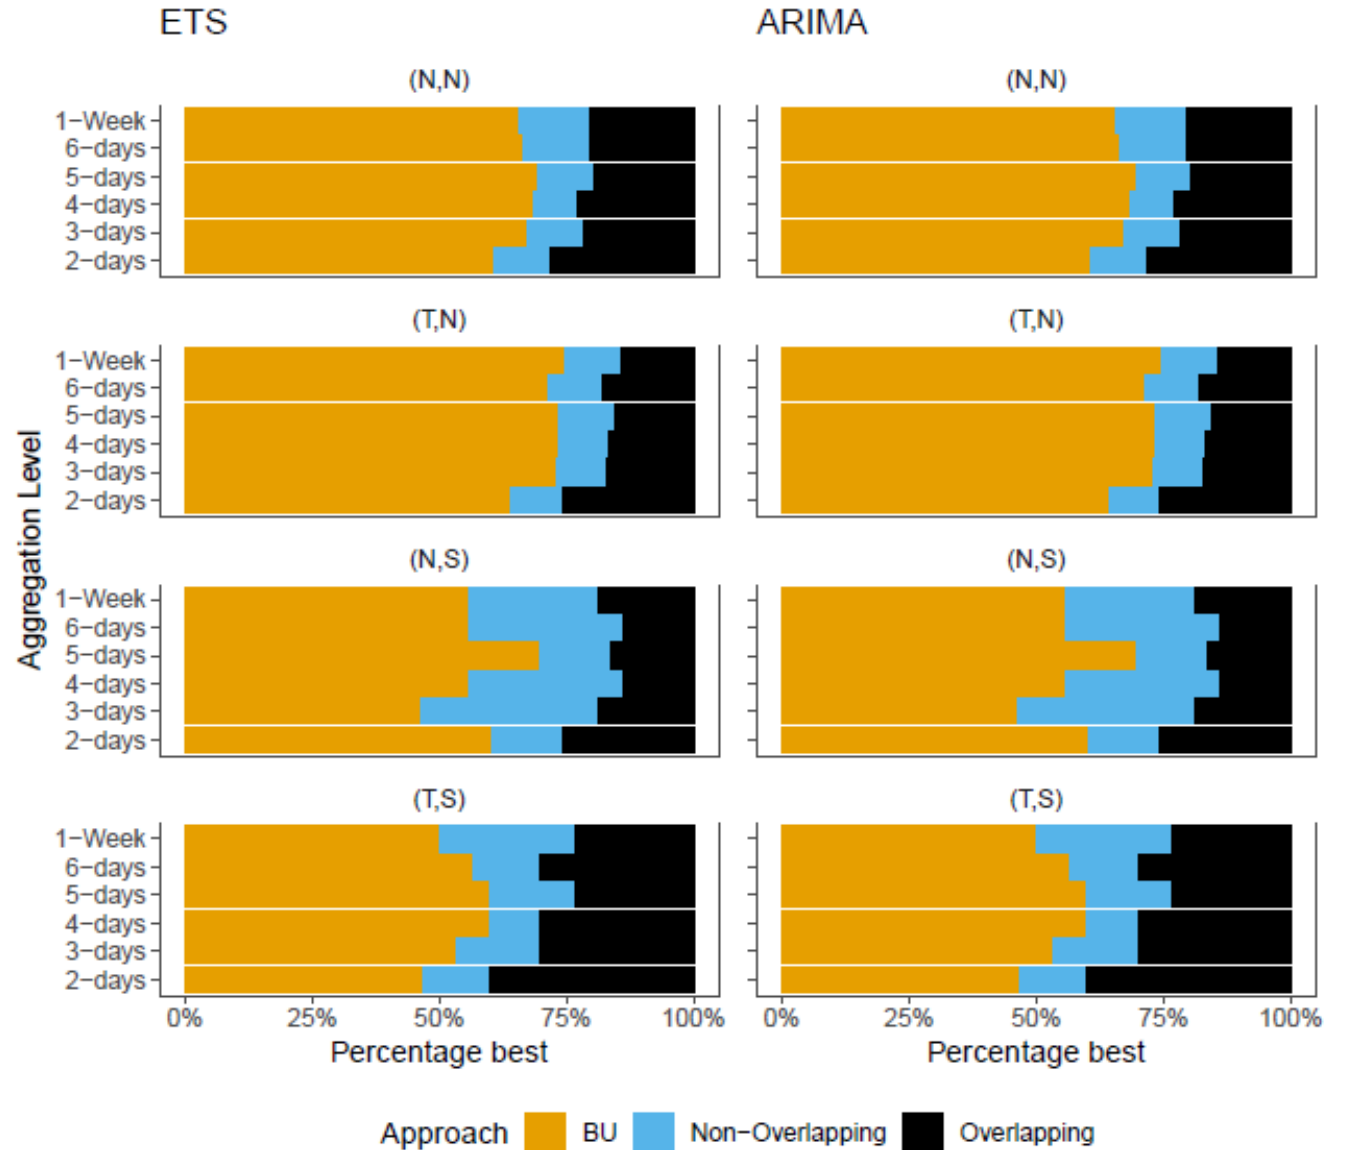 ETS
ARIMA
(N,N)
(N,N)
1-Week
6-days
5-days
4-days
3-days
2-days
(T,N)
(T,N)
1-Week
6-days
5-days
4-days
3-days
2-days
Aggregation Level
(N,S)
(N,S)
1-Week
6-days
5-days
4-days
3-days
2-days
(T,S)
(T,S)
1-Week
6-days
5-days
4-days
3-days
2-days
0% 25% 50% 75% 100%
0% 25% 50% 75% 100%
Percentage best
Percentage best
Approach BU Non-Overlapping Overlapping